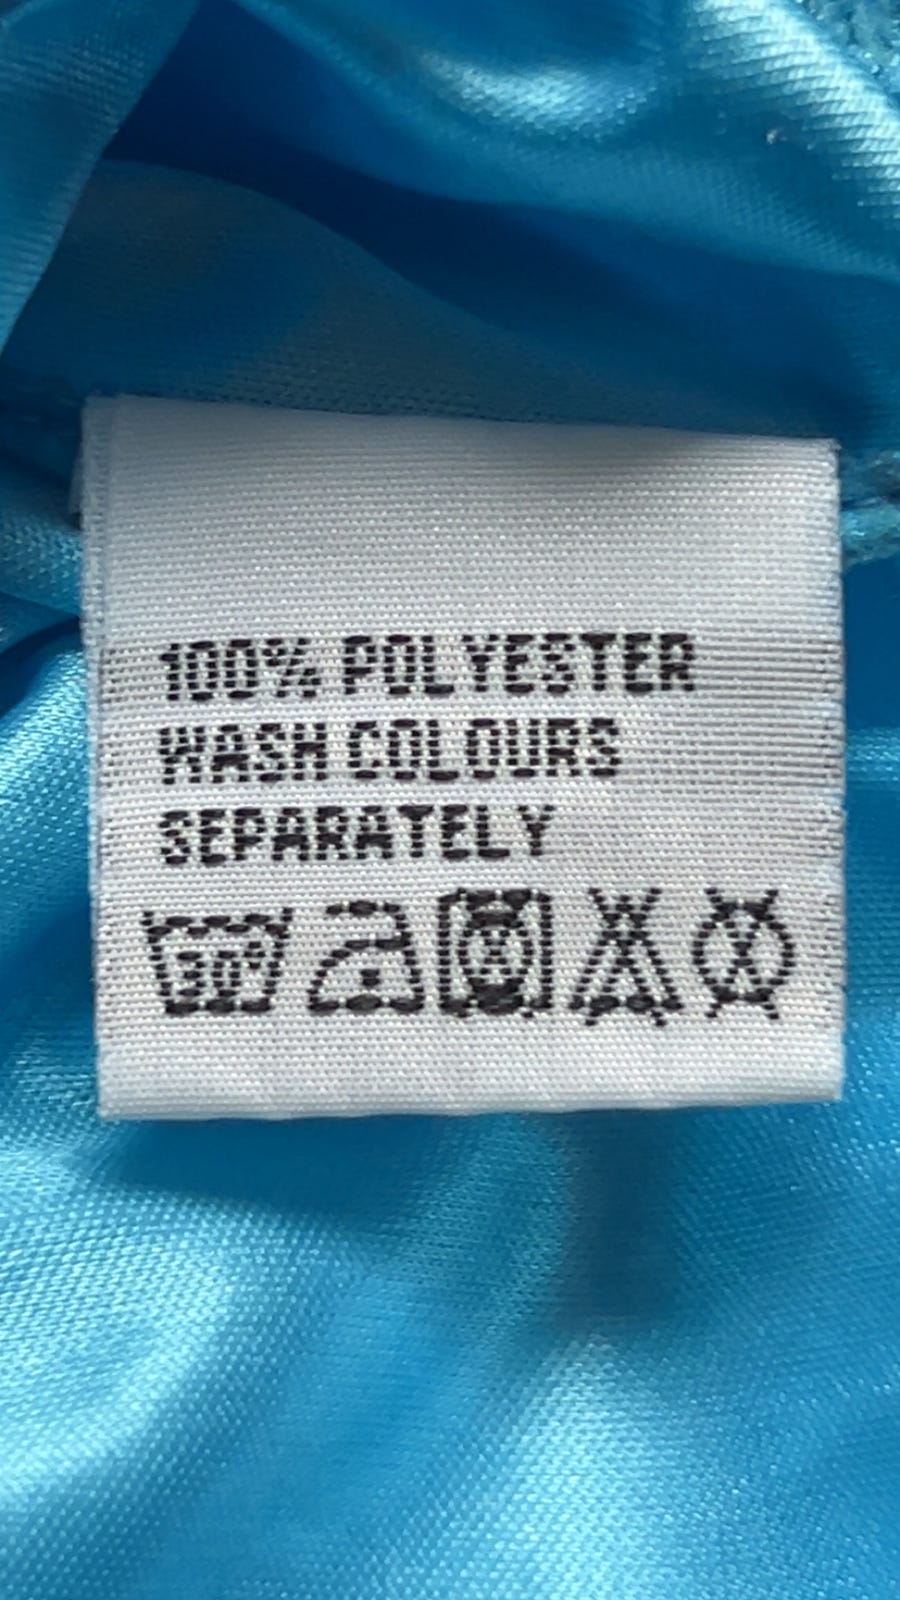 100% POLYESTER
WASH COLOURS
SEPARATELY
30°